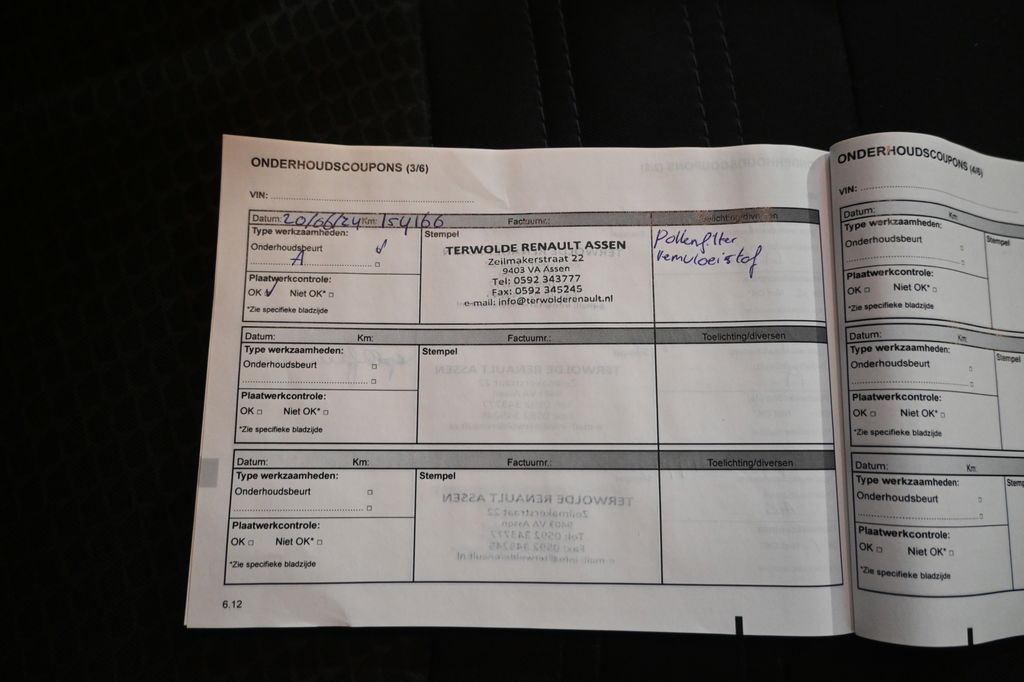 ONDERHOUDSCOUPONS (3/6)
VIN:
Datum: 20/06/24 Km: 154166 Factuurnr.: Toelichting/diversen
Type werkzaamheden:
Onderhoudsbeurt
A
Plaatwerkcontrole:
OK Niet OK*
*Zie specifieke bladzijde
Stempel
TERWOLDE RENAULT ASSEN
Zeilmakerstraat 22
9403 VA Assen
Tel: 0592 343777
Fax: 0592 345245
e-mail: info@terwolderenault.nl
Pollenfilter
remvloeistof
Datum: Km: Factuurnr.: Toelichting/diversen
Type werkzaamheden:
Onderhoudsbeurt
Plaatwerkcontrole:
OK Niet OK*
*Zie specifieke bladzijde
Stempel
Datum: Km: Factuurnr.: Toelichting/diversen
Type werkzaamheden:
Onderhoudsbeurt
Plaatwerkcontrole:
OK Niet OK*
*Zie specifieke bladzijde
Stempel
6.12
ONDERHOUDSCOUPONS (4/6)
VIN:
Datum: Km:
Type werkzaamheden:
Onderhoudsbeurt
Plaatwerkcontrole:
OK Niet OK*
*Zie specifieke bladzijde
Stempel
Datum: Km:
Type werkzaamheden:
Onderhoudsbeurt
Plaatwerkcontrole:
OK Niet OK*
*Zie specifieke bladzijde
Stempel
Datum: Km:
Type werkzaamheden:
Onderhoudsbeurt
Plaatwerkcontrole:
OK Niet OK*
*Zie specifieke bladzijde
Stemp